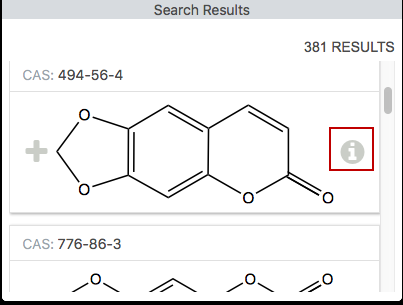 Search Results
381 RESULTS
CAS: 494-56-4
O
O
O
O
CAS: 776-86-3
O
O
O